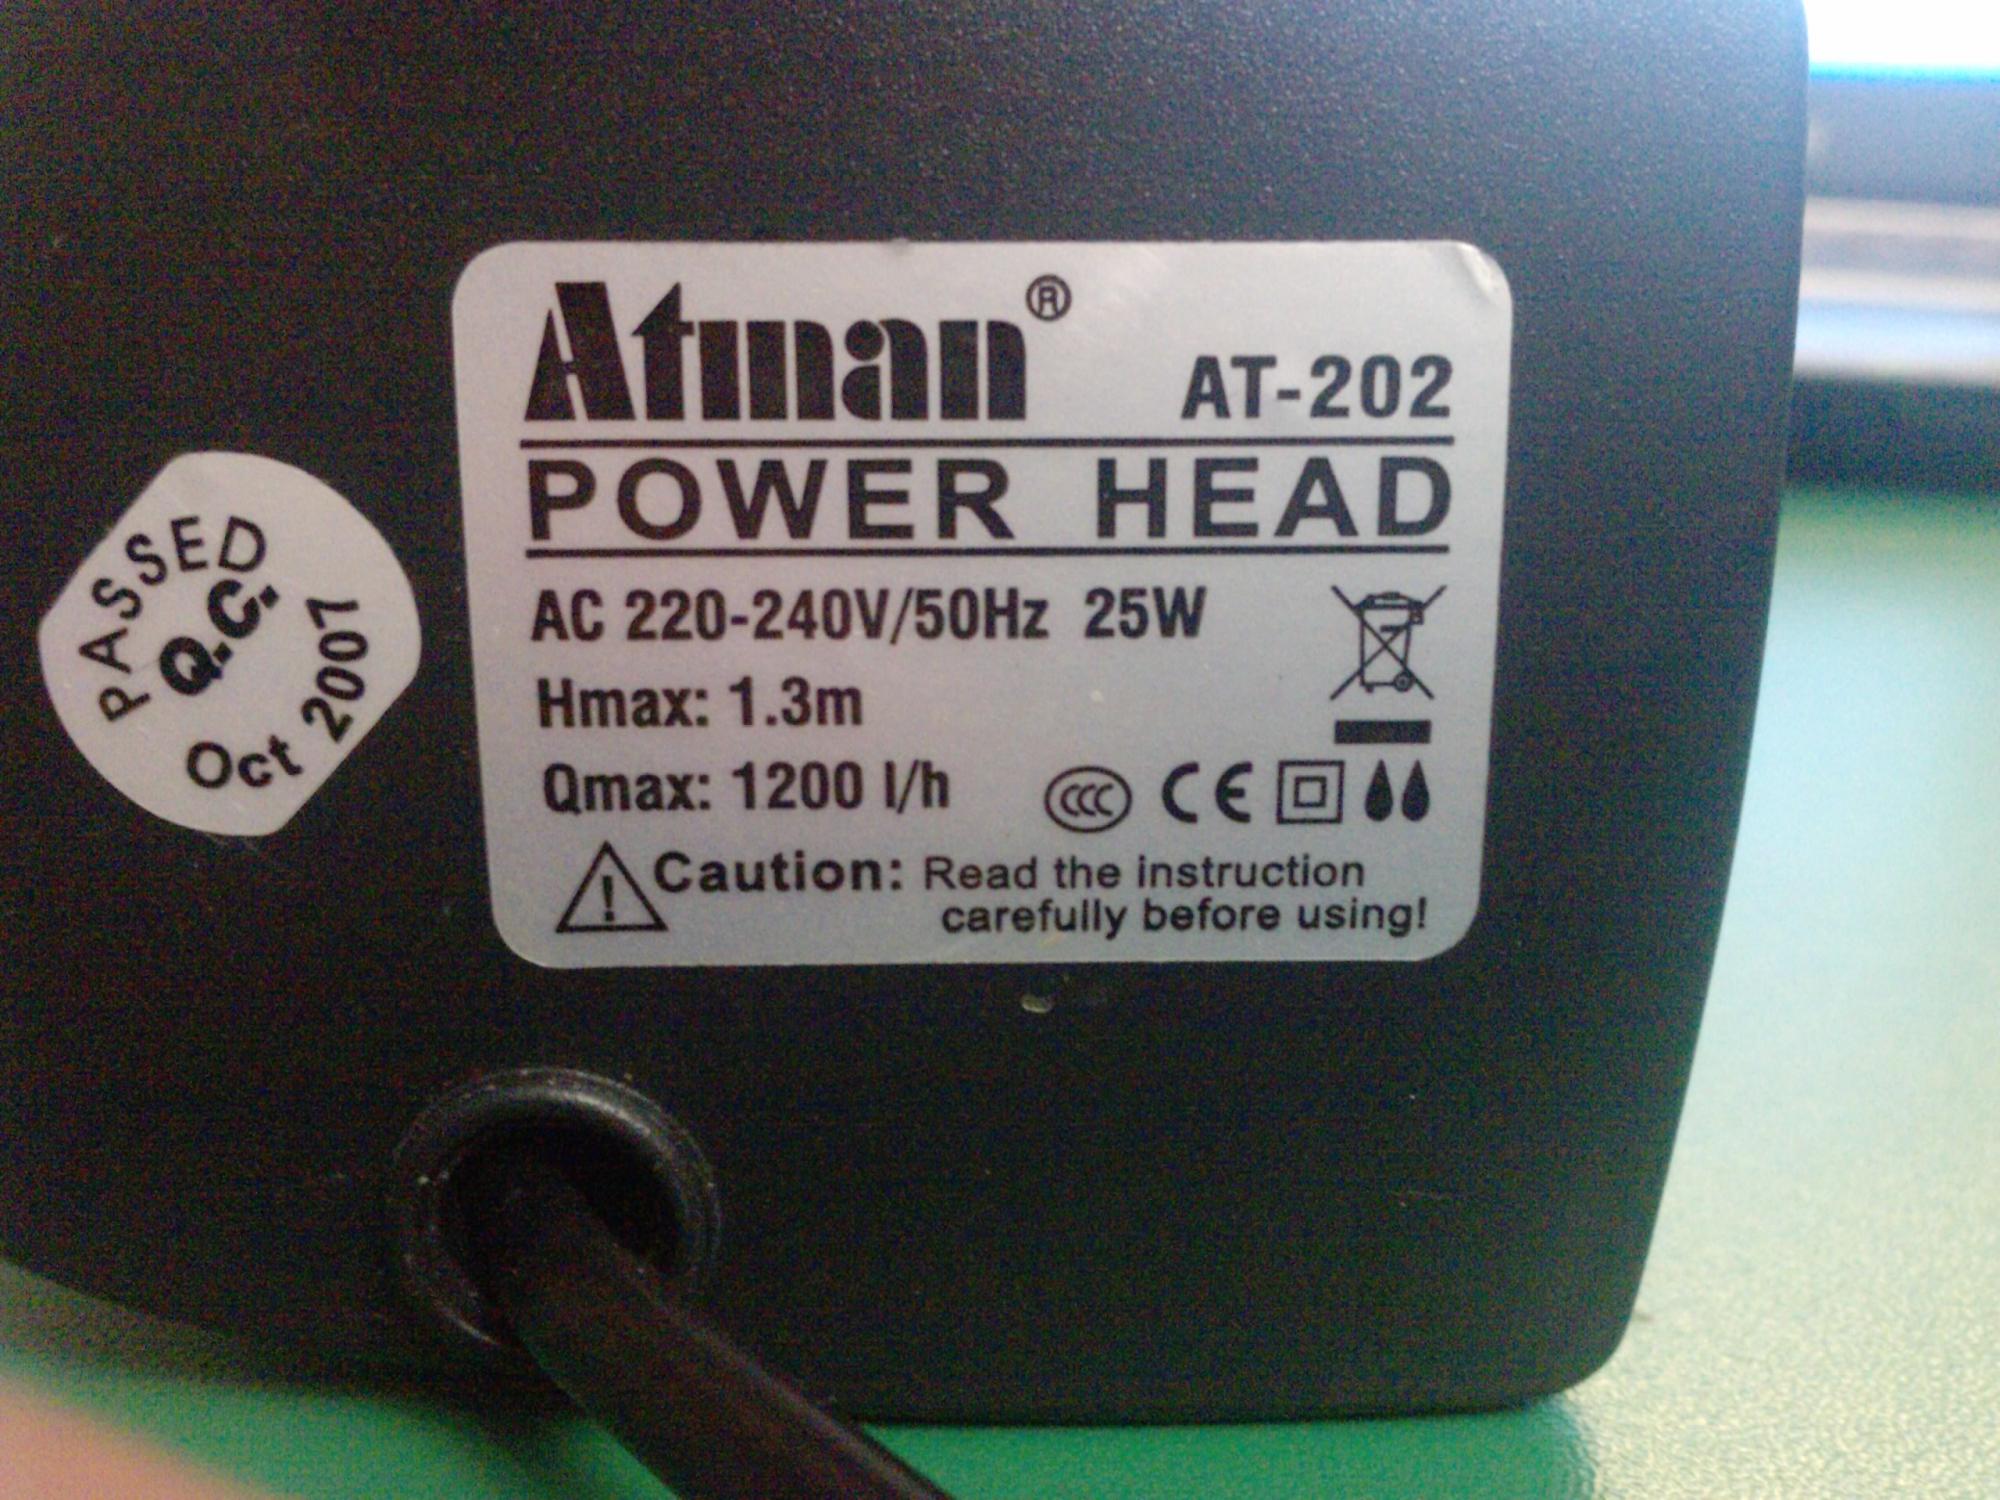 Atman® AT-202
POWER HEAD
AC 220-240V/50Hz 25W
Hmax: 1.3m
Qmax: 1200 l/h CCC CE
Caution: Read the instruction
carefully before using!
PASSED
Q.C.
Oct 2007